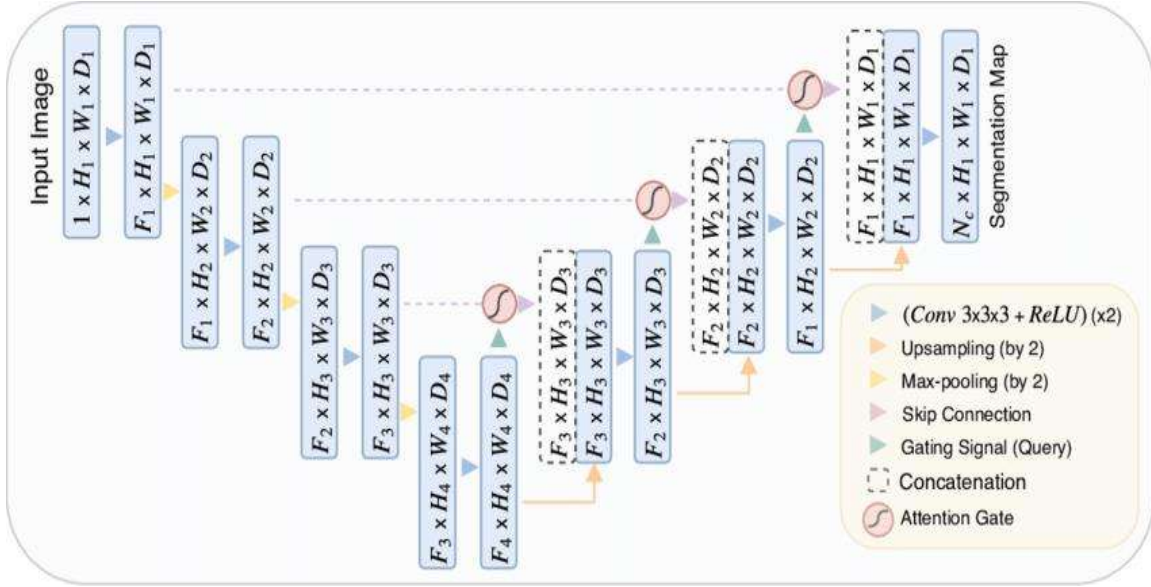 Input Image
1 x H₁ x W₁ x D₁
F₁ x H₁ x W₁ x D₁
F₁ x H₂ x W₂ x D₂
F₂ x H₂ x W₂ x D₂
F₂ x H₃ x W₃ x D₃
F₃ x H₃ x W₃ x D₃
F₃ x H₄ x W₄ x D₄
F₄ x H₄ x W₄ x D₄
F₃ x H₃ x W₃ x D₃
F₃ x H₃ x W₃ x D₃
F₂ x H₃ x W₃ x D₃
F₂ x H₂ x W₂ x D₂
F₂ x H₂ x W₂ x D₂
F₁ x H₂ x W₂ x D₂
F₁ x H₁ x W₁ x D₁
F₁ x H₁ x W₁ x D₁
N_c x H₁ x W₁ x D₁
Segmentation Map
(Conv 3x3x3 + ReLU) (x2)
Upsampling (by 2)
Max-pooling (by 2)
Skip Connection
Gating Signal (Query)
Concatenation
Attention Gate